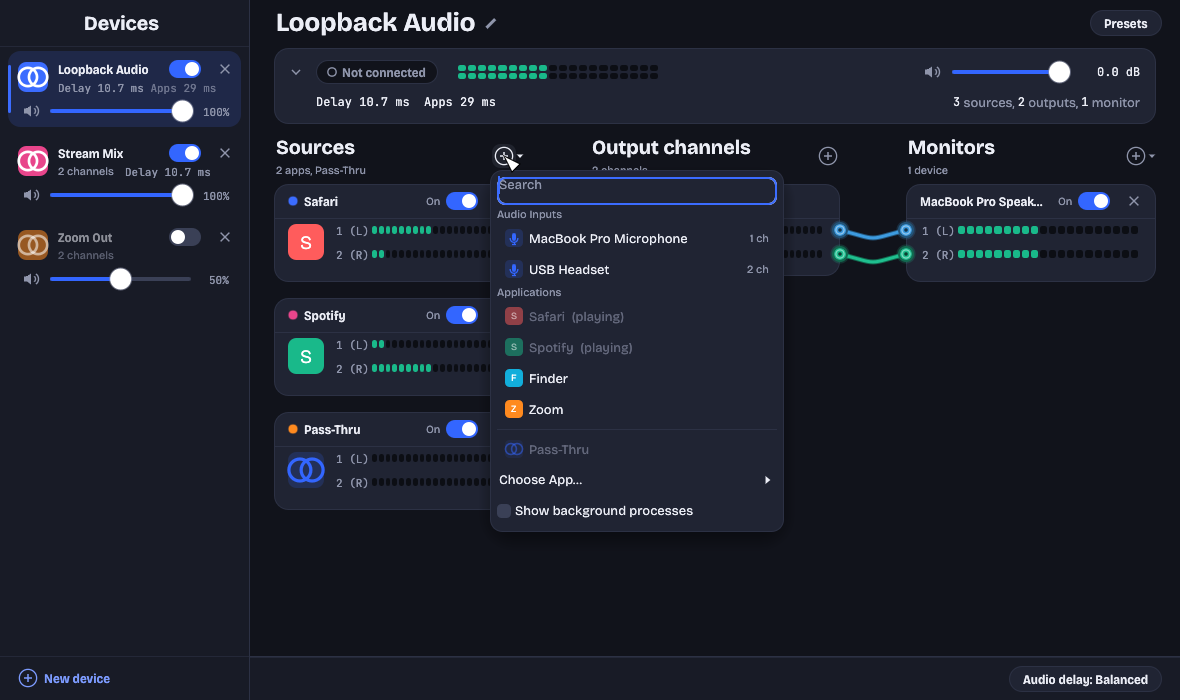 Devices
Loopback Audio
Delay 10.7 ms Apps 29 ms
100%
Stream Mix
2 channels Delay 10.7 ms
100%
Zoom Out
2 channels
50%
New device
Loopback Audio
Presets
Not connected
0.0 dB
Delay 10.7 ms Apps 29 ms
3 sources, 2 outputs, 1 monitor
Sources
2 apps, Pass-Thru
Output channels
2 channels
Monitors
1 device
Safari On
S
1 (L)
2 (R)
Spotify On
S
1 (L)
2 (R)
Pass-Thru On
1 (L)
2 (R)
Search
Audio Inputs
MacBook Pro Microphone 1 ch
USB Headset 2 ch
Applications
S Safari (playing)
S Spotify (playing)
F Finder
Z Zoom
Pass-Thru
Choose App...
Show background processes
MacBook Pro Speak... On
1 (L)
2 (R)
Audio delay: Balanced